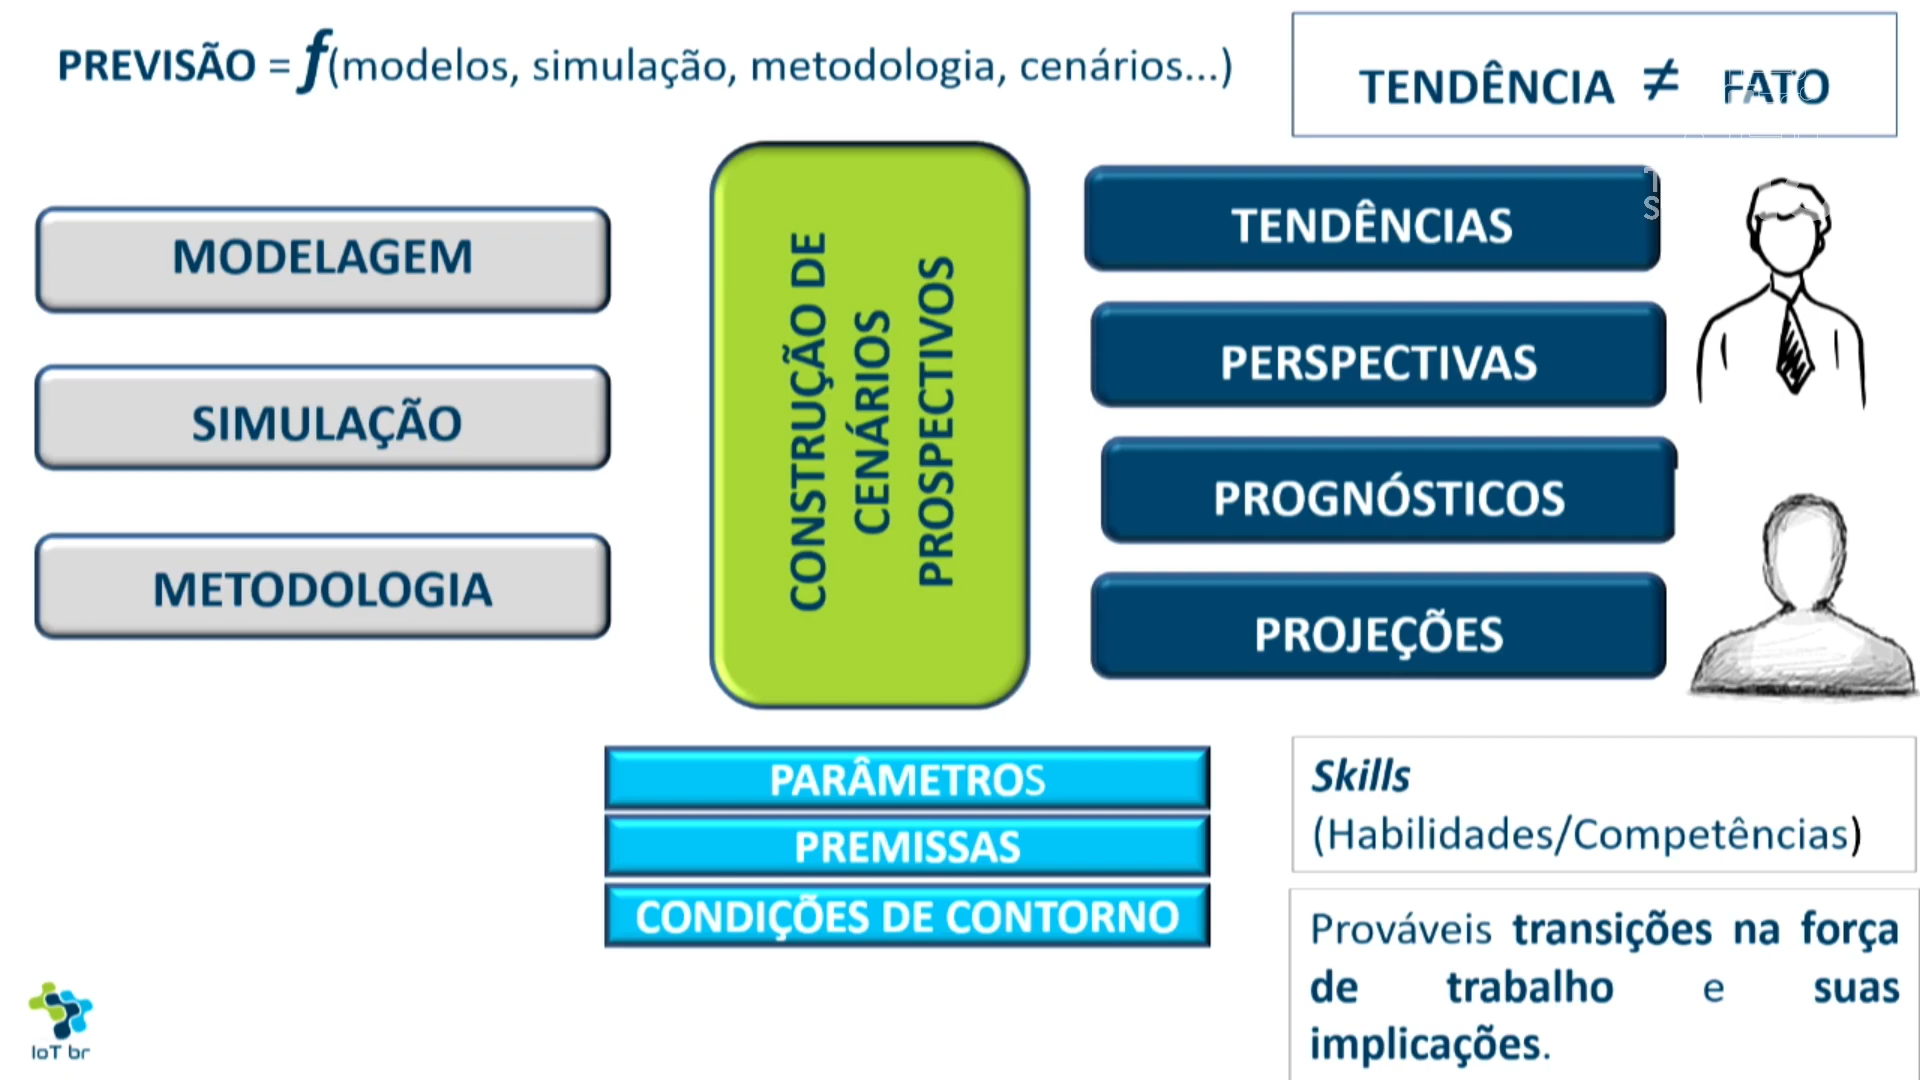 PREVISÃO = f(modelos, simulação, metodologia, cenários...)
TENDÊNCIA ≠ FATO
MODELAGEM
SIMULAÇÃO
METODOLOGIA
CONSTRUÇÃO DE
CENÁRIOS
PROSPECTIVOS
TENDÊNCIAS
PERSPECTIVAS
PROGNÓSTICOS
PROJEÇÕES
PARÂMETROS
PREMISSAS
CONDIÇÕES DE CONTORNO
Skills
(Habilidades/Competências)
Prováveis transições na força
de trabalho e suas
implicações.
IoT br